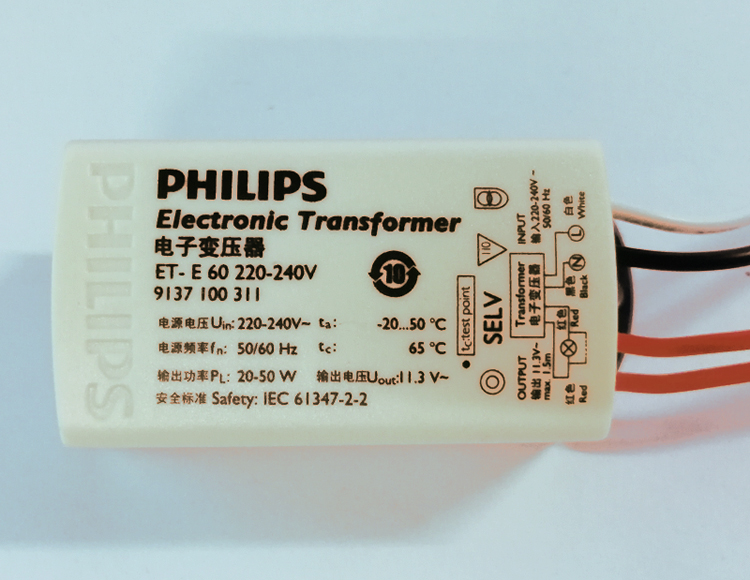 PHILIPS
PHILIPS
Electronic Transformer
电子变压器
ET- E 60 220-240V
9137 100 311
10
电源电压Uin: 220-240V~ ta: -20...50 °C
电源频率fn: 50/60 Hz tc: 65 °C
输出功率PL: 20-50 W 输出电压Uout:11.3 V~
安全标准 Safety: IEC 61347-2-2
tc:test point
SELV
110
INPUT
输入220-240V ~
50/60 Hz
白色
White
L
N
黑色
Black
Transformer
电子变压器
红色
Red
OUTPUT
输出 11.3V~
max. 1.5m
红色
Red